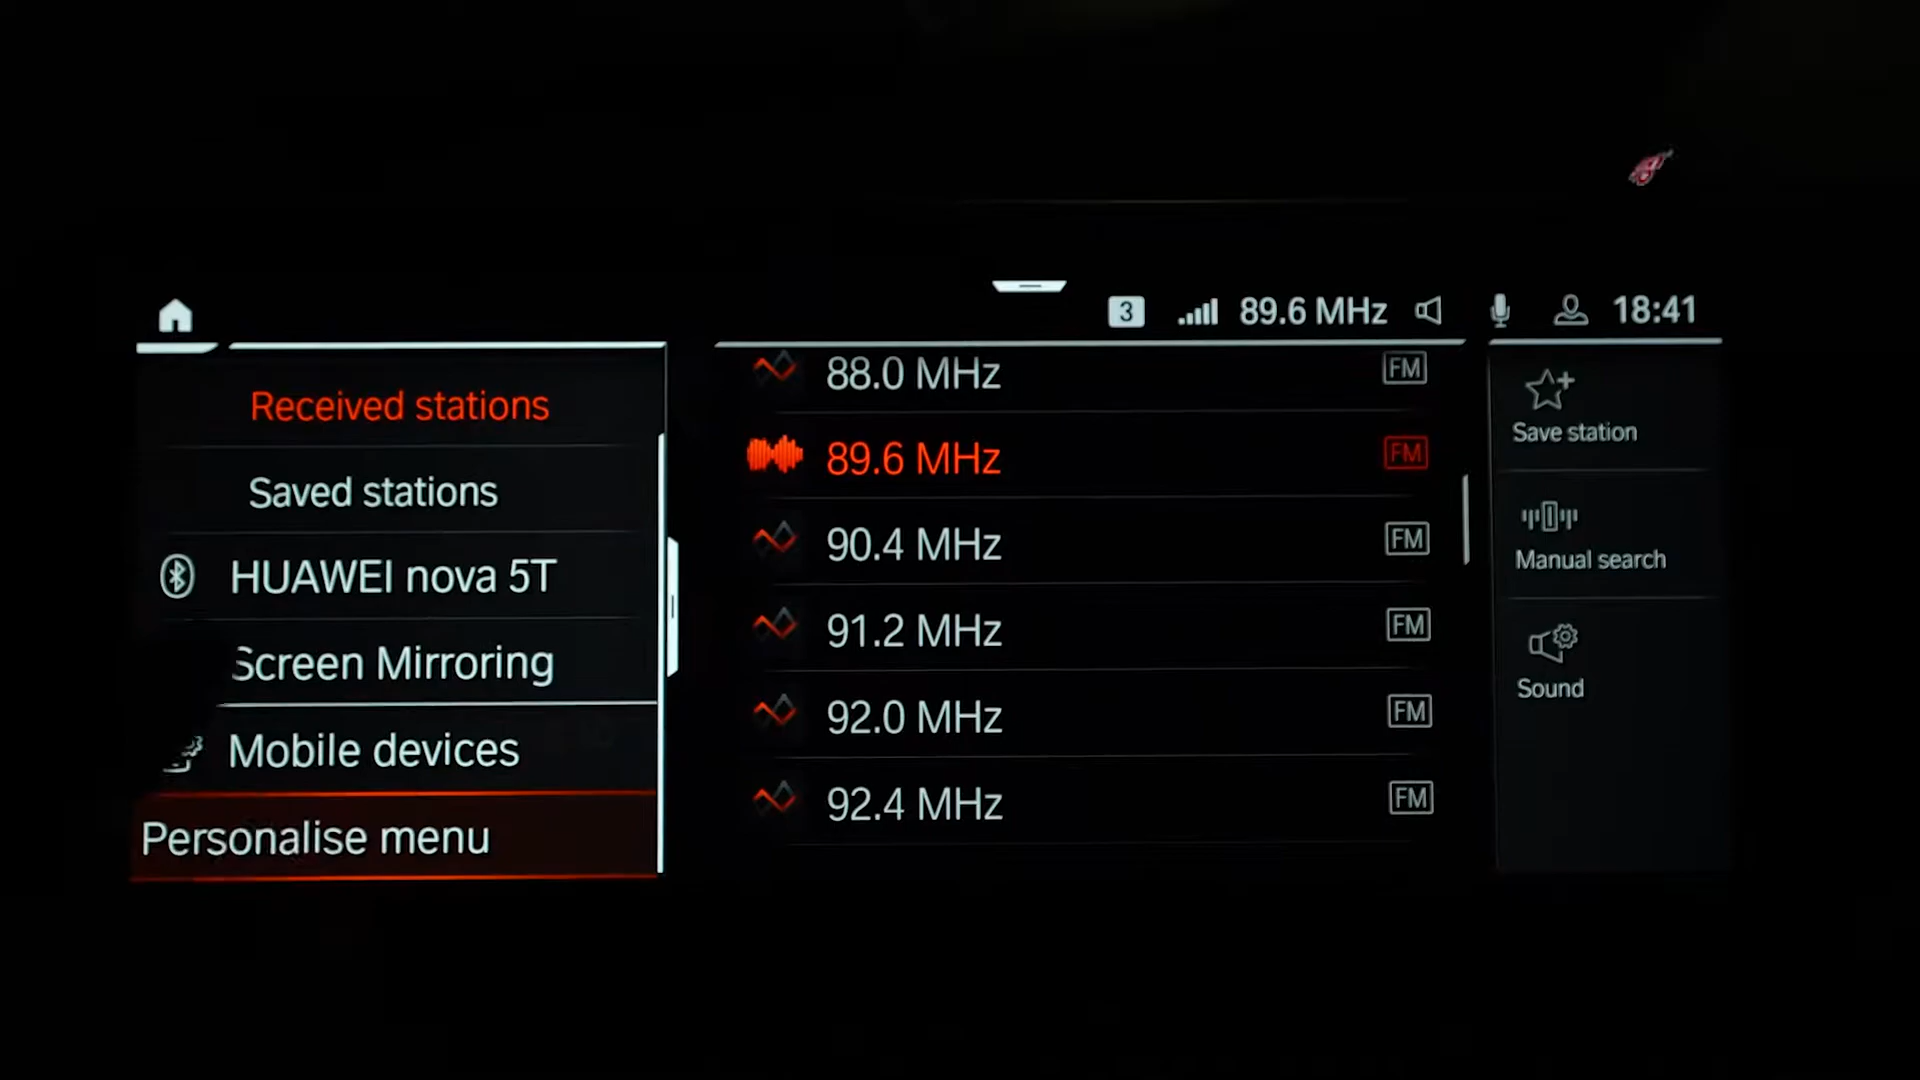 3 89.6 MHz 18:41
Received stations
Saved stations
HUAWEI nova 5T
Screen Mirroring
Mobile devices
Personalise menu
88.0 MHz FM
89.6 MHz FM
90.4 MHz FM
91.2 MHz FM
92.0 MHz FM
92.4 MHz FM
Save station
Manual search
Sound